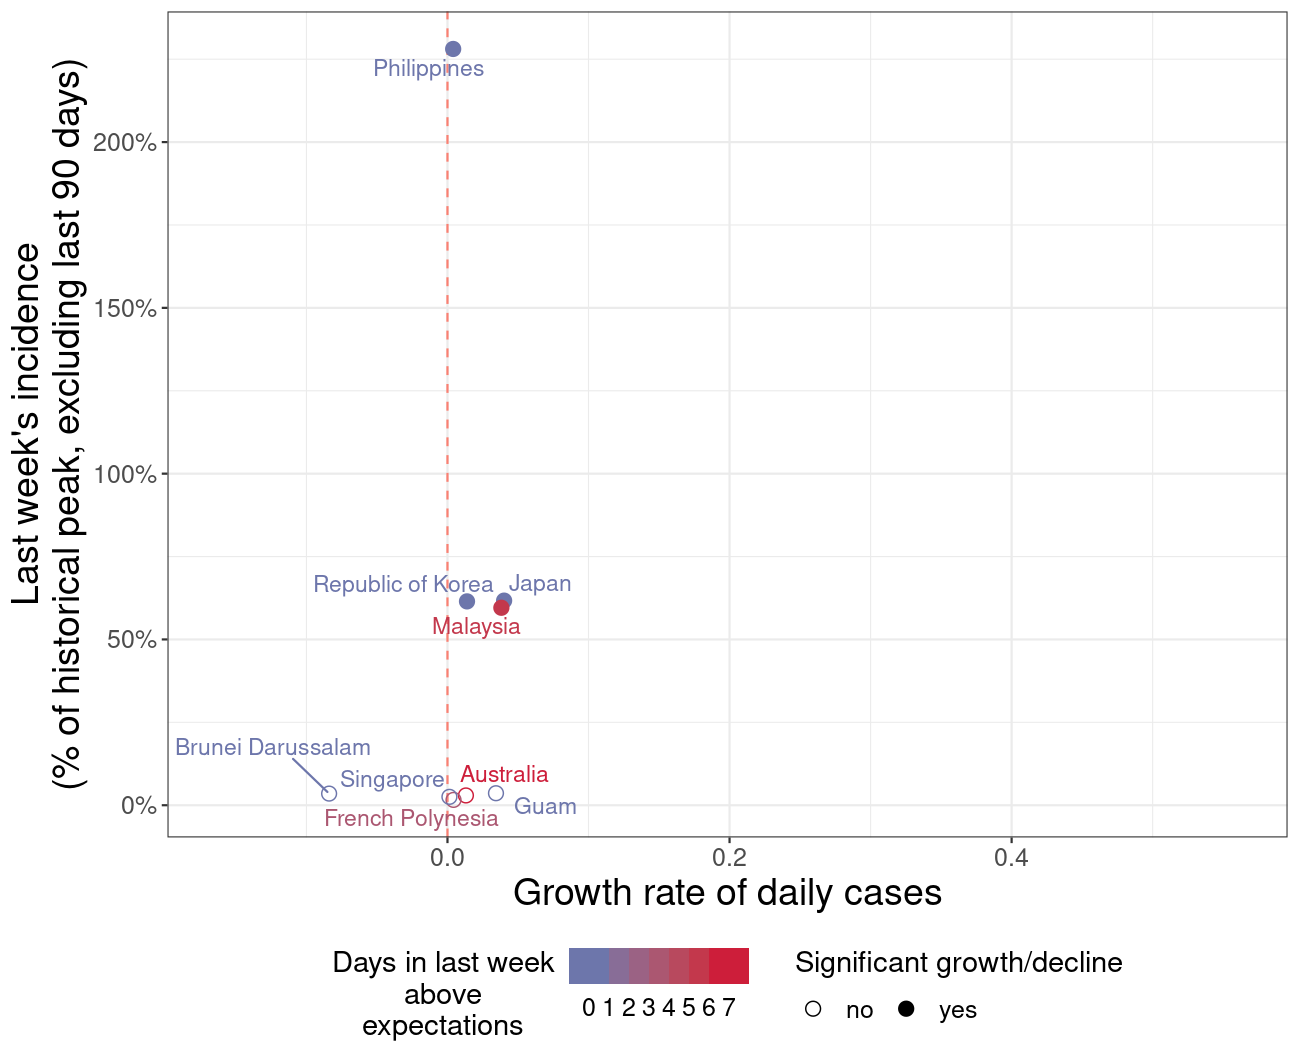 Last week's incidence
(% of historical peak, excluding last 90 days)
200%
150%
100%
50%
0%
Philippines
Republic of Korea
Japan
Malaysia
Brunei Darussalam
Singapore
Australia
French Polynesia
Guam
0.0
0.2
0.4
Growth rate of daily cases
Days in last week
above
expectations
0 1 2 3 4 5 6 7
Significant growth/decline
no
yes